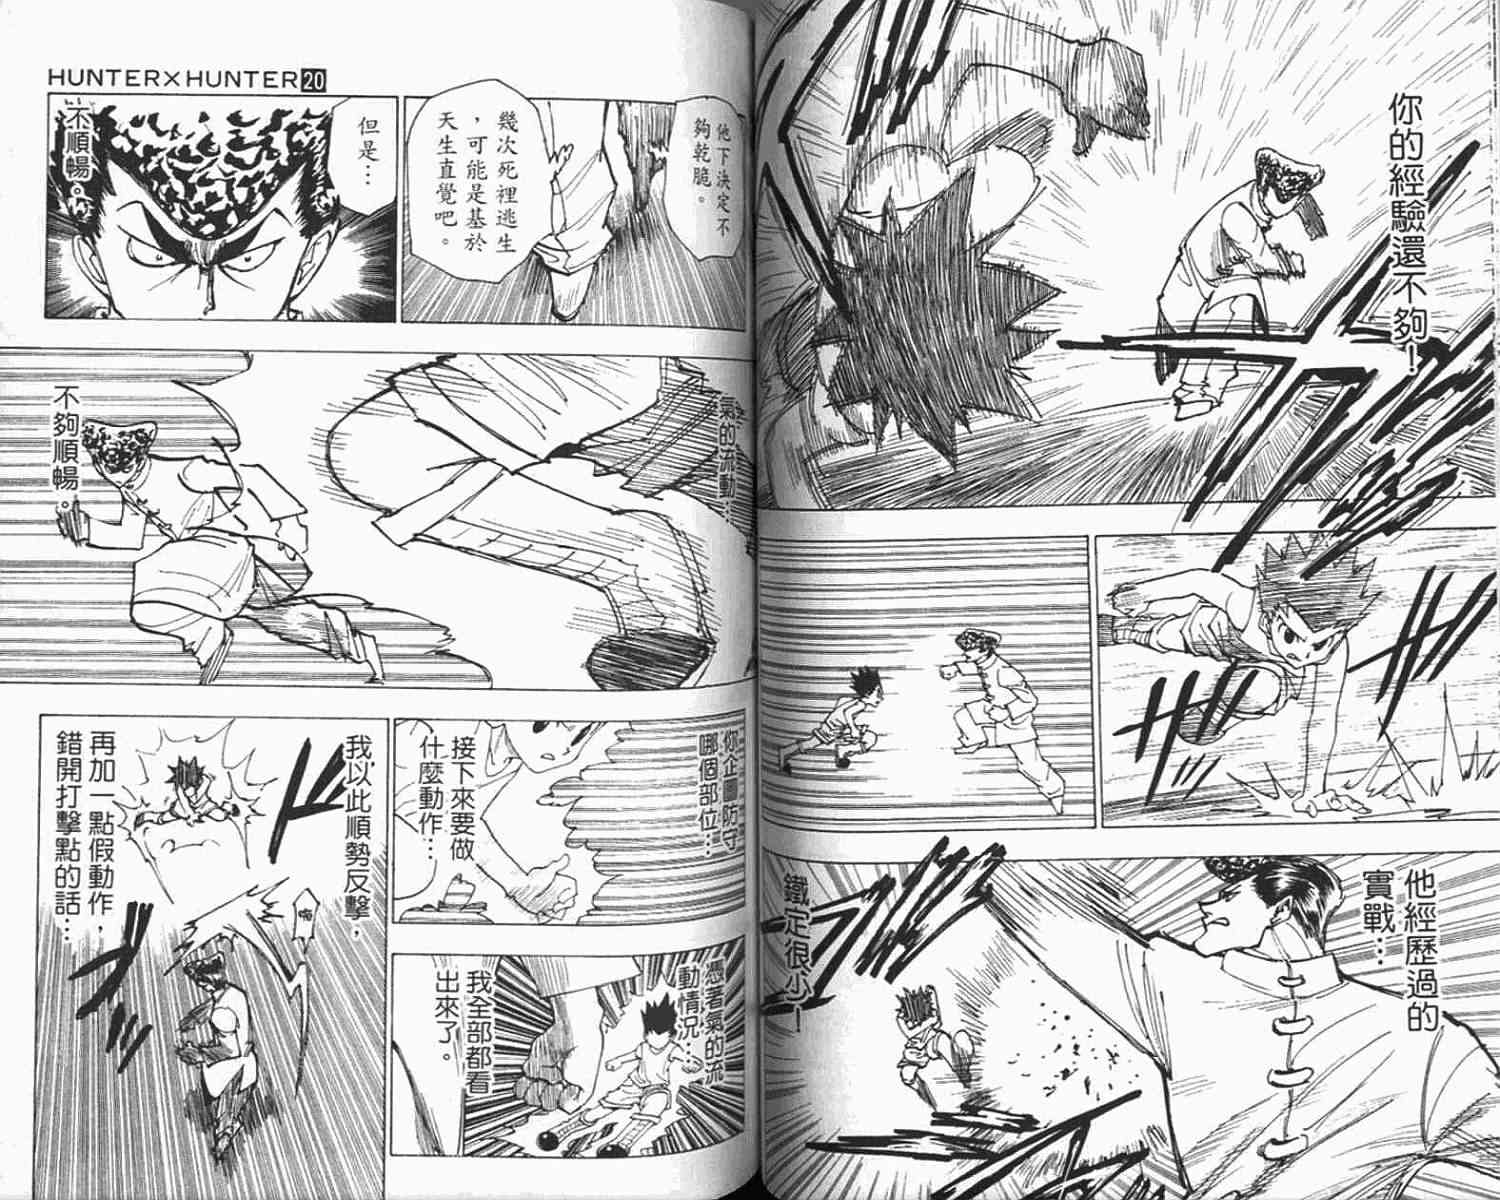 你的經驗還不夠！
他經歷過的
實戰…
鐵定很少！
HUNTER×HUNTER 20
他下決定不
夠乾脆。
幾次死裡逃生
，可能是基於
天生直覺吧。
但是…
不順暢。
氣的流動…
不夠順暢。
你企圖防守
哪個部位…
接下來要做
什麼動作…
憑著氣的流
動情況…
我全部都看
出來了。
我以此順勢反擊，
再加一點假動作，
錯開打擊點的話…